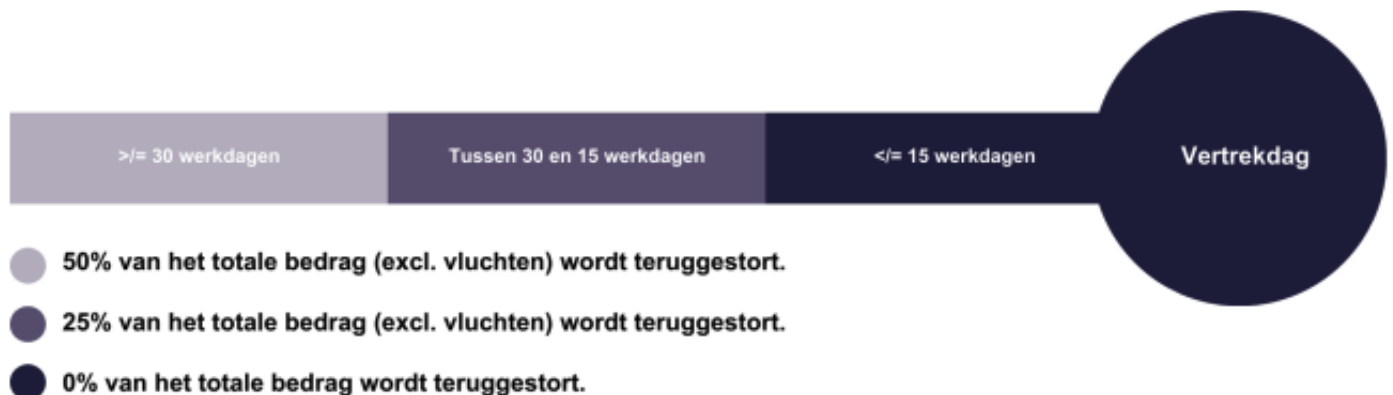 >/= 30 werkdagen
Tussen 30 en 15 werkdagen
</= 15 werkdagen
Vertrekdag
50% van het totale bedrag (excl. vluchten) wordt teruggestort.
25% van het totale bedrag (excl. vluchten) wordt teruggestort.
0% van het totale bedrag wordt teruggestort.